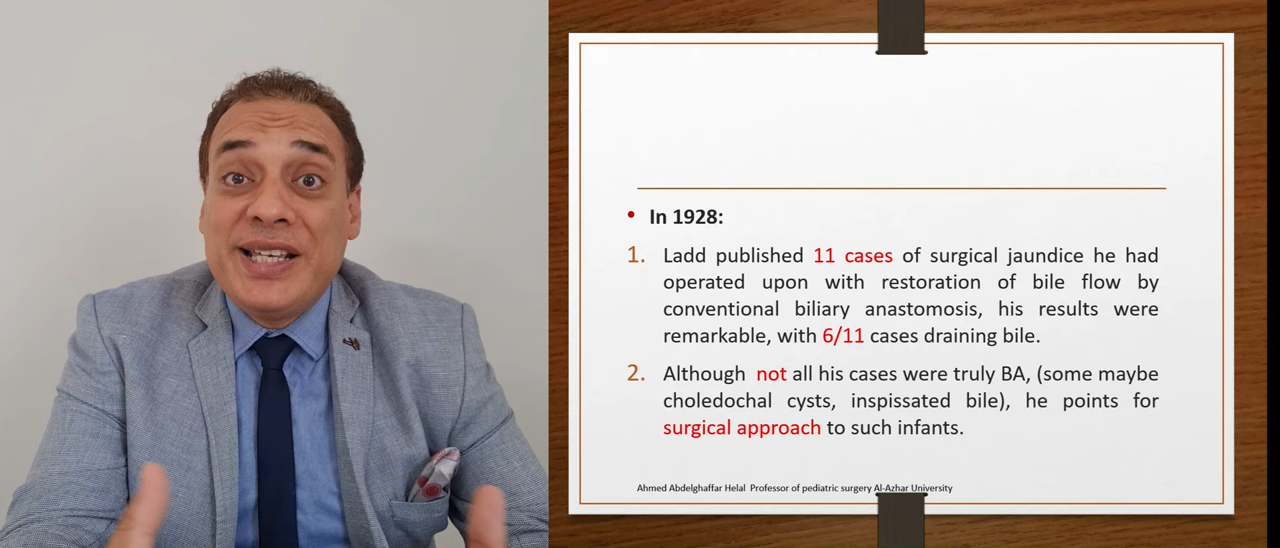 In 1928:
1. Ladd published 11 cases of surgical jaundice he had
operated upon with restoration of bile flow by
conventional biliary anastomosis, his results were
remarkable, with 6/11 cases draining bile.
2. Although not all his cases were truly BA, (some maybe
choledochal cysts, inspissated bile), he points for
surgical approach to such infants.
Ahmed Abdelghaffar Helal Professor of pediatric surgery Al-Azhar University